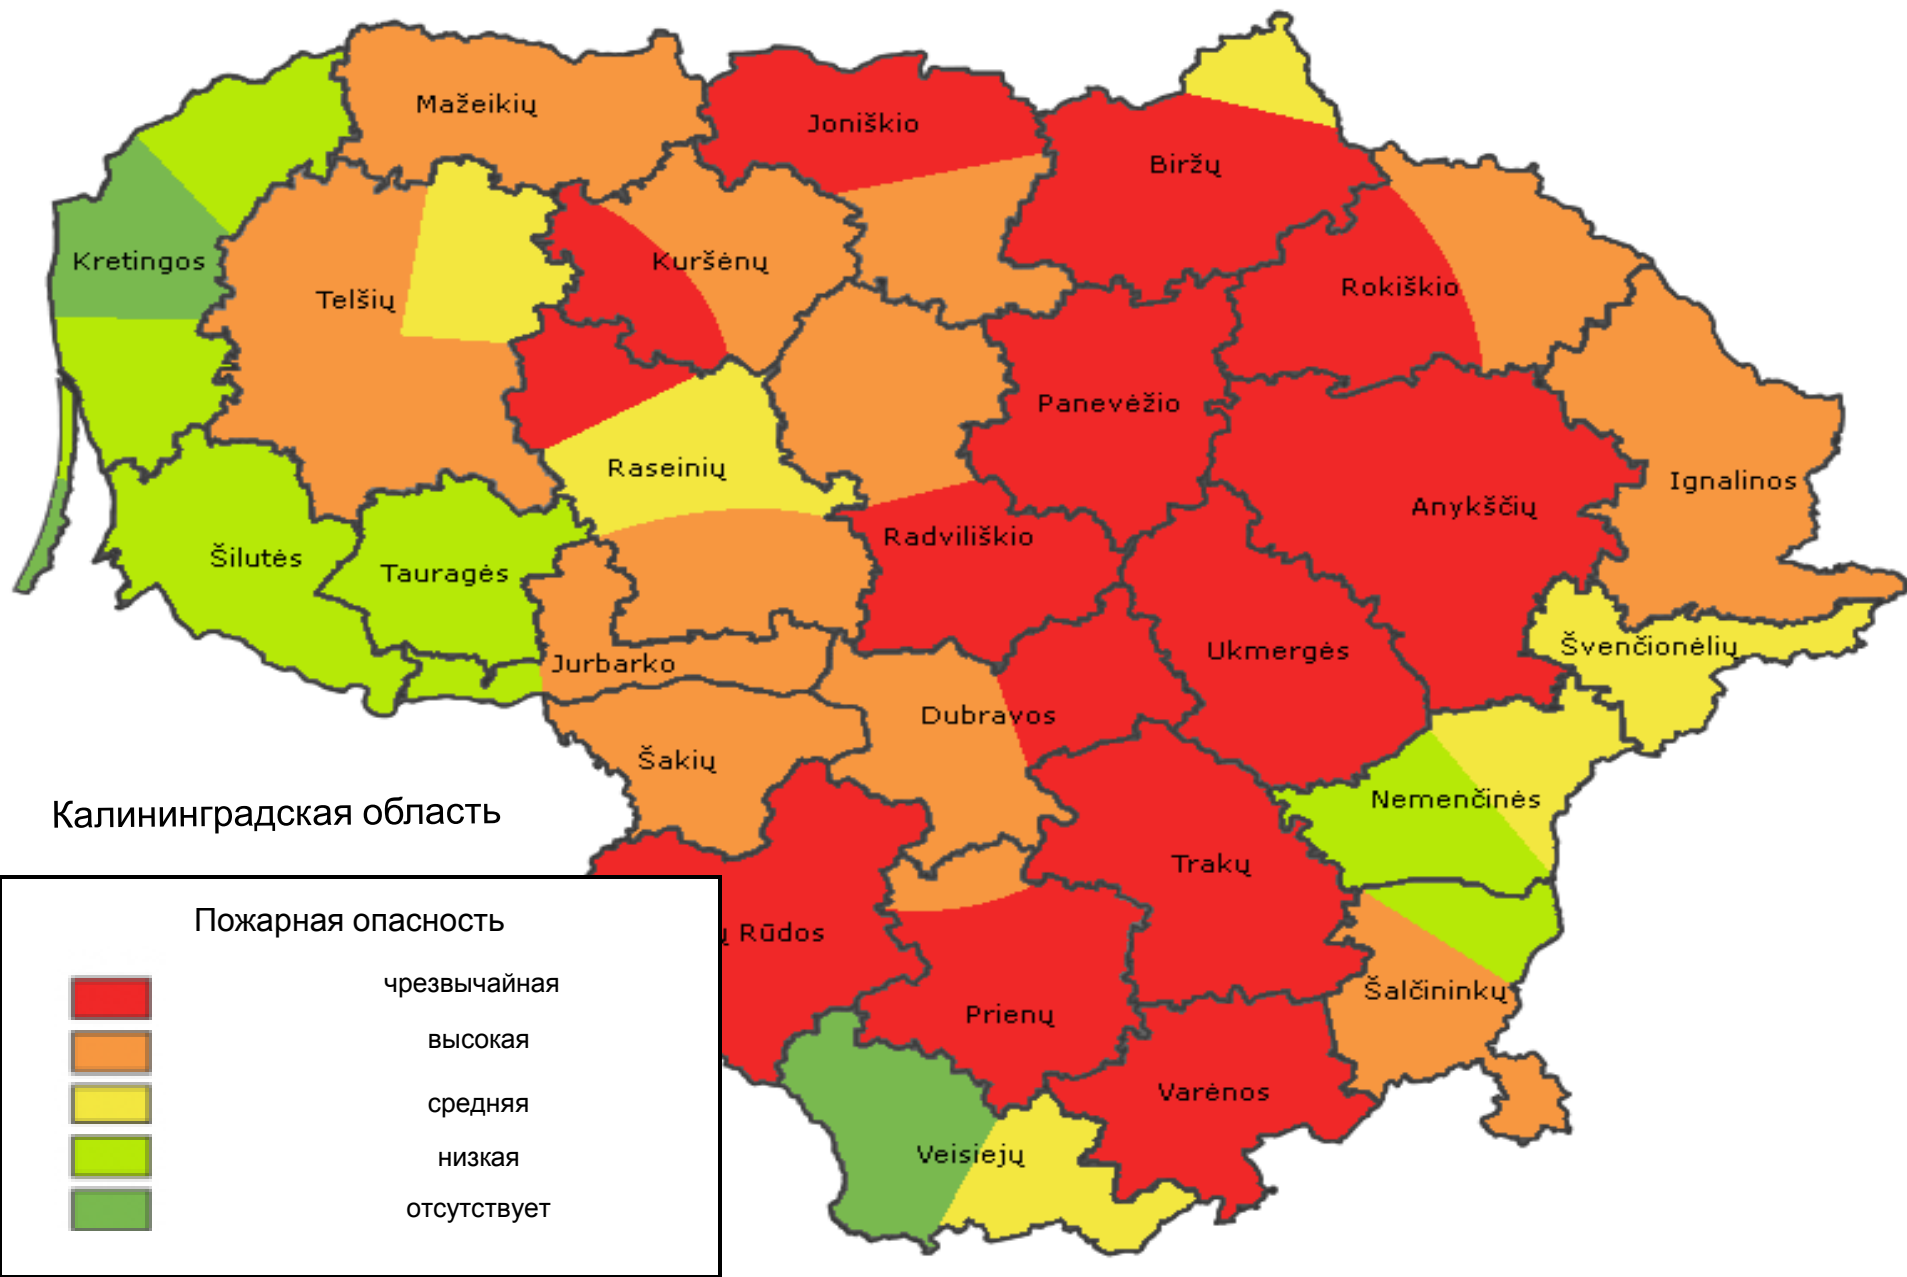 Mažeikių
Joniškio
Biržų
Kretingos
Telšių
Kuršėnų
Rokiškio
Panevėžio
Raseinių
Ignalinos
Anykščių
Radviliškio
Šilutės
Tauragės
Jurbarko
Ukmergės
Švenčionėlių
Dubravos
Šakių
Nemenčinės
Калининградская область
Trakų
ų Rūdos
Šalčininkų
Prienų
Varėnos
Veisiejų
Пожарная опасность
чрезвычайная
высокая
средняя
низкая
отсутствует